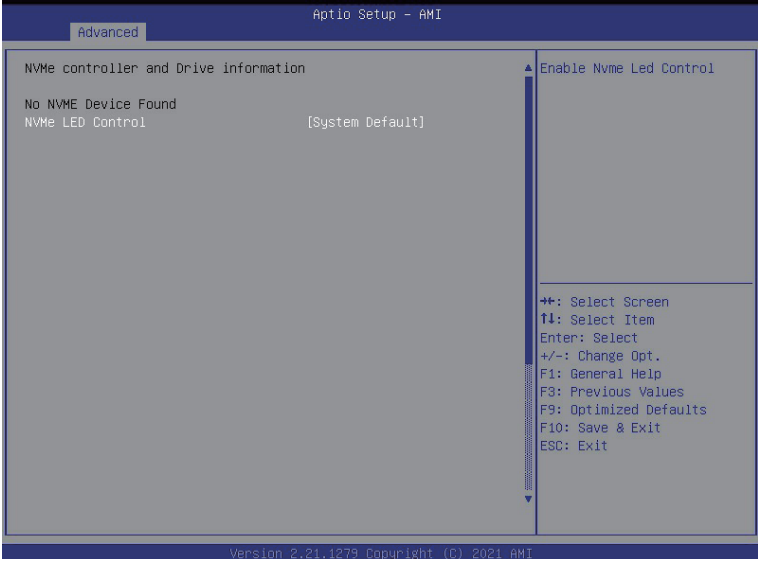 Aptio Setup – AMI
Advanced
NVMe controller and Drive information
No NVME Device Found
NVMe LED Control [System Default]
Enable Nvme Led Control
→←: Select Screen
↑↓: Select Item
Enter: Select
+/-: Change Opt.
F1: General Help
F3: Previous Values
F9: Optimized Defaults
F10: Save & Exit
ESC: Exit
Version 2.21.1279 Copyright (C) 2021 AMI